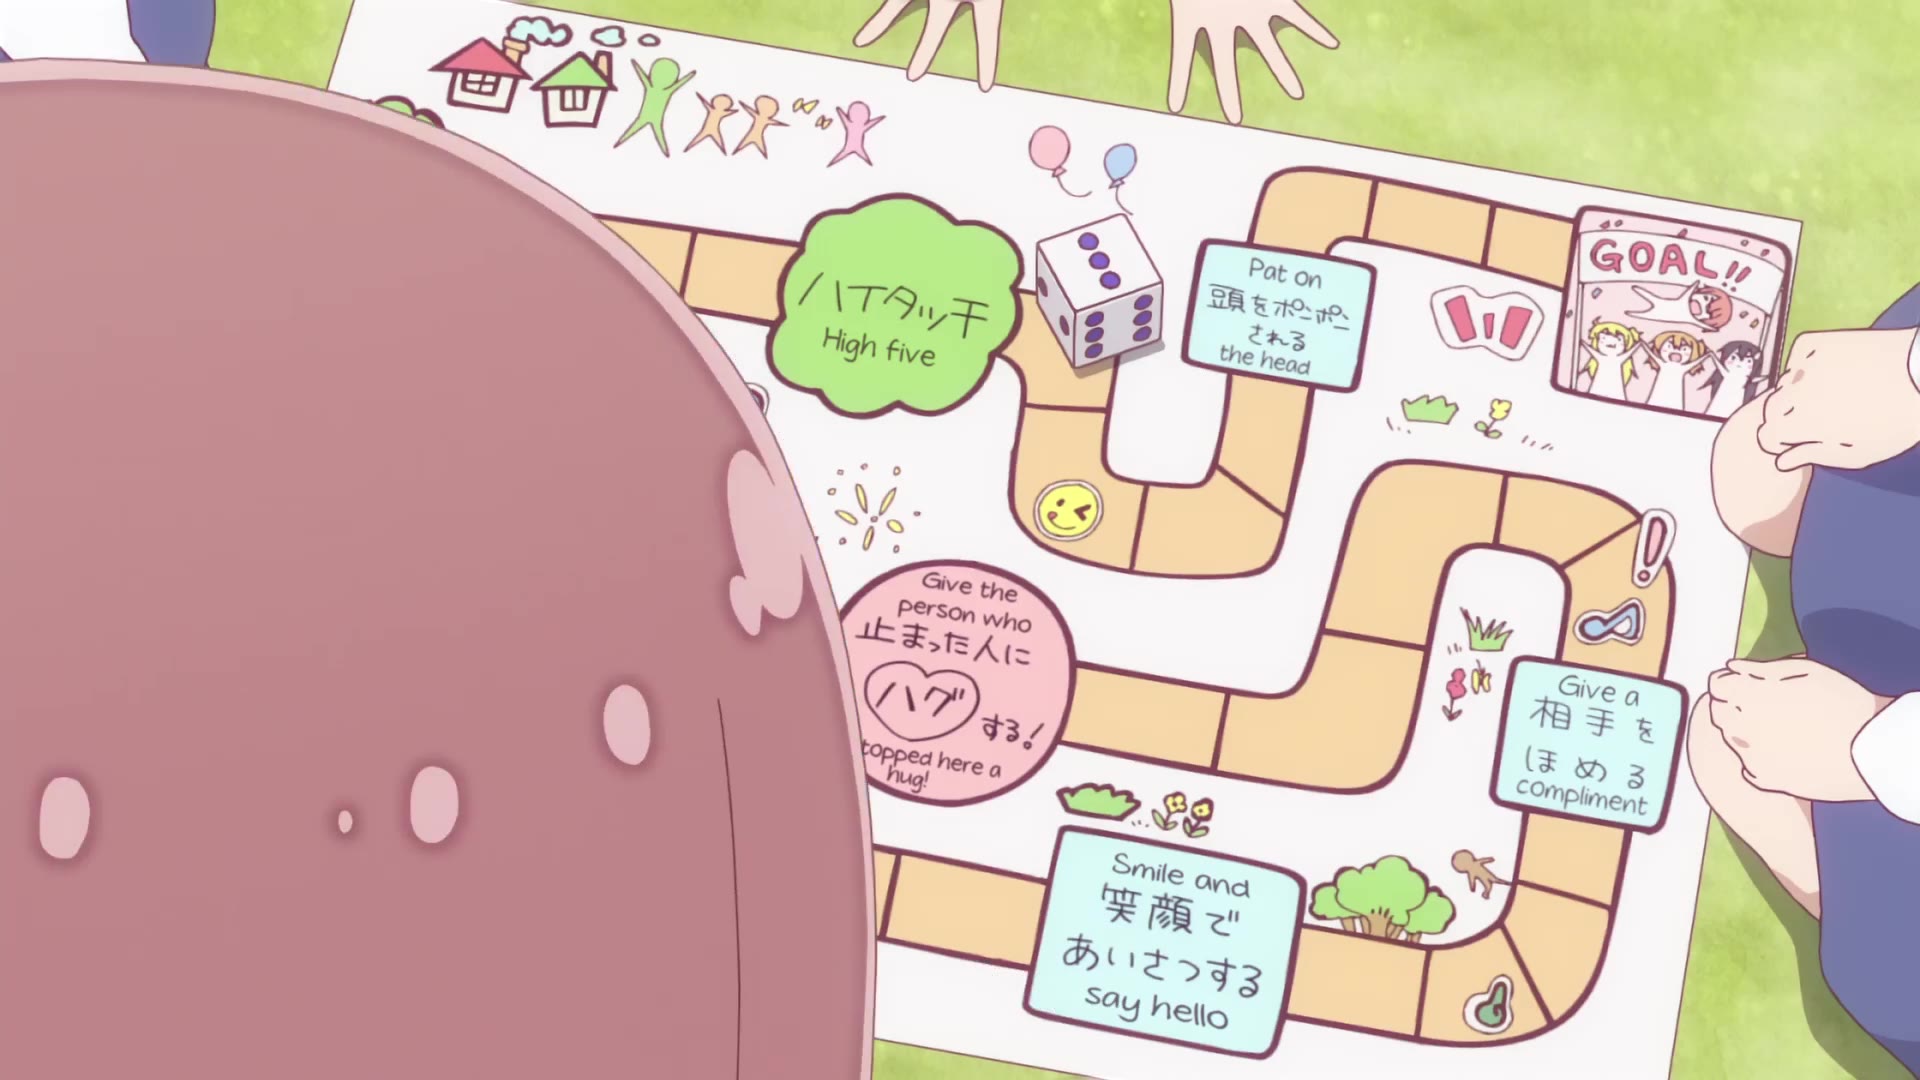 GOAL!!
Pat on
頭をポンポン
される
the head
ハイタッチ
High five
Give the
person who
止まった人に
ハグ
する!
topped here a
hug!
Give a
相手を
ほめる
compliment
Smile and
笑顔で
あいさつする
say hello